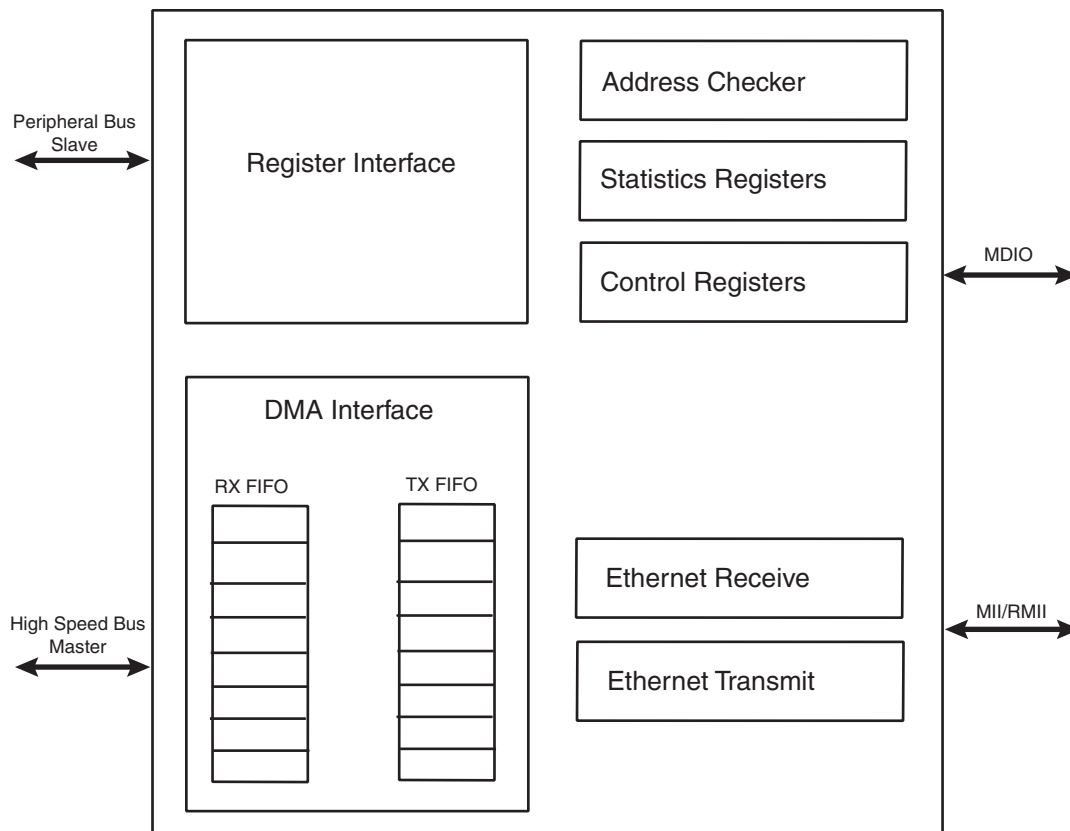 Address Checker
Peripheral Bus
Slave
Register Interface
Statistics Registers
Control Registers
MDIO
DMA Interface
RX FIFO
TX FIFO
Ethernet Receive
High Speed Bus
Master
MII/RMII
Ethernet Transmit